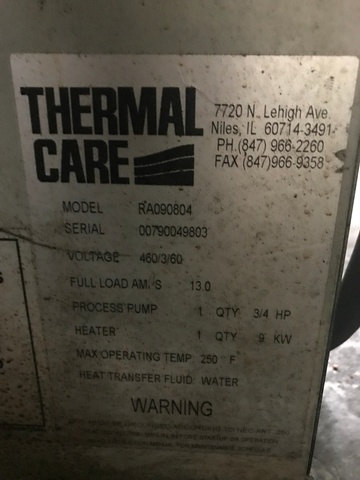 THERMAL
CARE
7720 N. Lehigh Ave.
Niles, IL 60714-3491
PH.(847) 966-2260
FAX (847)966-9358
MODEL RA090804
SERIAL 00790049803
VOLTAGE 460/3/60
FULL LOAD AM S 13.0
PROCESS PUMP 1 QTY 3/4 HP
HEATER 1 QTY 9 KW
MAX OPERATING TEMP 250 °F
HEAT TRANSFER FLUID: WATER
WARNING